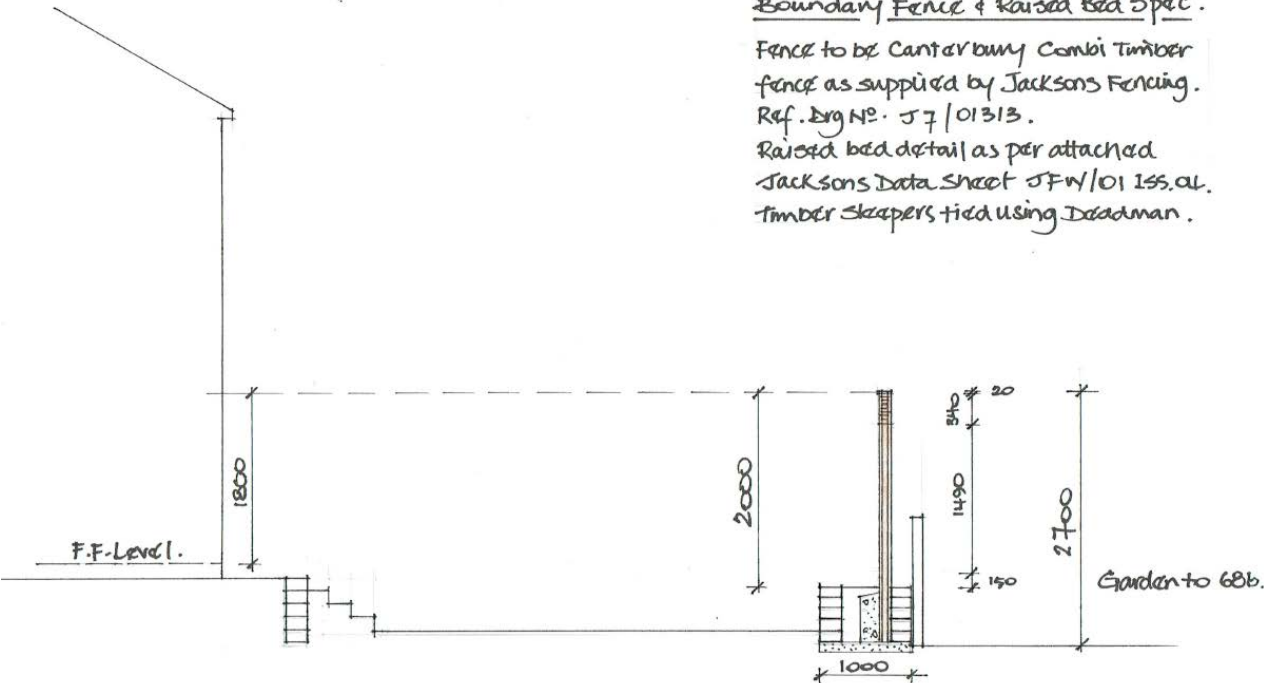 Boundary Fence & Raised Bed Spec.
Fence to be Canterbury Combi Timber
fence as supplied by Jacksons Fencing.
Ref. Drg Nº. J7/01313.
Raised bed detail as per attached
Jacksons Data Sheet JFW/01 ISS.01.
Timber Sleepers tied using Deadman.
20
340
1800
2000
1490
2700
F.F. Level.
150
Garden to 68b.
1000